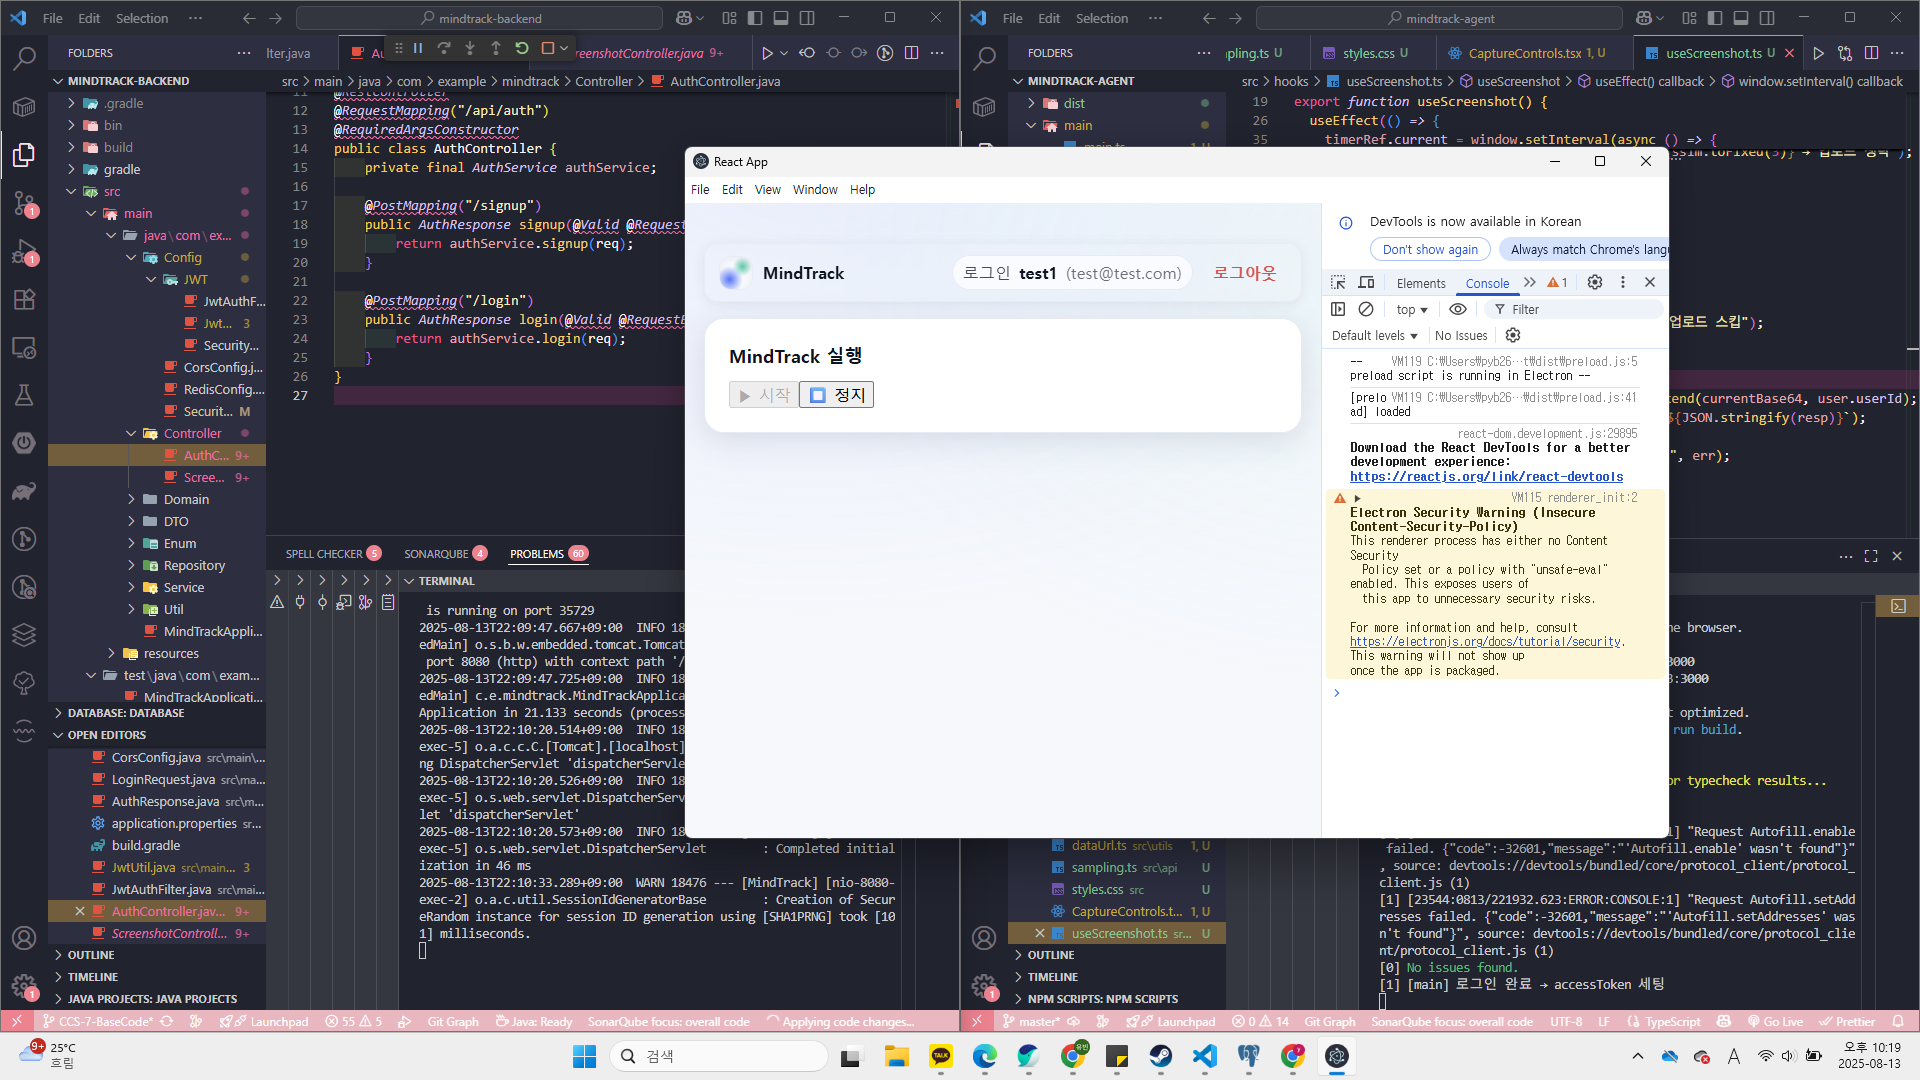 File Edit Selection ··· mindtrack-backend
FOLDERS ···
MINDTRACK-BACKEND
.gradle
bin
build
gradle
src
main
java\com\ex...
Config
JWT
JwtAuthF...
Jwt... 3
Security...
CorsConfig.j...
RedisConfig....
Securit... M
Controller
AuthC... 9+
Scree... 9+
Domain
DTO
Enum
Repository
Service
Util
MindTrackAppli...
resources
test\java\com\exam...
MindTrackApplicati...
DATABASE: DATABASE
OPEN EDITORS
CorsConfig.java src\main\...
LoginRequest.java src\ma...
AuthResponse.java src\m...
application.properties sr...
build.gradle
JwtUtil.java src\main... 3
JwtAuthFilter.java src\mai...
AuthController.jav... 9+
ScreenshotControll... 9+
OUTLINE
TIMELINE
JAVA PROJECTS: JAVA PROJECTS
lter.java
Au
reenshotController.java 9+
src > main > java > com > example > mindtrack > Controller > AuthController.java
11 @RestController
12 @RequestMapping("/api/auth")
13 @RequiredArgsConstructor
14 public class AuthController {
15 private final AuthService authService;
16
17 @PostMapping("/signup")
18 public AuthResponse signup(@Valid @Request
19 return authService.signup(req);
20 }
21
22 @PostMapping("/login")
23 public AuthResponse login(@Valid @RequestB
24 return authService.login(req);
25 }
26 }
27
SPELL CHECKER 5 SONARQUBE 4 PROBLEMS 60
TERMINAL
is running on port 35729
2025-08-13T22:09:47.667+09:00 INFO 18
edMain] o.s.b.w.embedded.tomcat.Tomcat
port 8080 (http) with context path '/
2025-08-13T22:09:47.725+09:00 INFO 18
edMain] c.e.mindtrack.MindTrackApplica
Application in 21.133 seconds (process
2025-08-13T22:10:20.514+09:00 INFO 18
exec-5] o.a.c.c.C.[Tomcat].[localhost]
ng DispatcherServlet 'dispatcherServle
2025-08-13T22:10:20.526+09:00 INFO 18
exec-5] o.s.web.servlet.DispatcherServ
let 'dispatcherServlet'
2025-08-13T22:10:20.573+09:00 INFO 18
exec-5] o.s.web.servlet.DispatcherServlet : Completed initial
ization in 46 ms
2025-08-13T22:10:33.289+09:00 WARN 18476 --- [MindTrack] [nio-8080-
exec-2] o.a.c.util.SessionIdGeneratorBase : Creation of Secur
eRandom instance for session ID generation using [SHA1PRNG] took [10
1] milliseconds.
CCS-7-BaseCode* Launchpad 55 5 Git Graph Java: Ready SonarQube focus: overall code Applying code changes...
React App
File Edit View Window Help
MindTrack
로그인 test1 (test@test.com) 로그아웃
MindTrack 실행
시작 정지
DevTools is now available in Korean
Don't show again Always match Chrome's langu
Elements Console 1
top Filter
Default levels No Issues
-- VM119 C:₩Users₩pyb26…t₩dist₩preload.js:5
preload script is running in Electron --
[prelo VM119 C:₩Users₩pyb26…₩dist₩preload.js:41
ad] loaded
react-dom.development.js:29895
Download the React DevTools for a better
development experience:
https://reactjs.org/link/react-devtools
VM115 renderer_init:2
Electron Security Warning (Insecure
Content-Security-Policy)
This renderer process has either no Content
Security
Policy set or a policy with "unsafe-eval"
enabled. This exposes users of
this app to unnecessary security risks.
For more information and help, consult
https://electronjs.org/docs/tutorial/security.
This warning will not show up
once the app is packaged.
File Edit Selection ··· mindtrack-agent
FOLDERS ···
MINDTRACK-AGENT
dist
main
npling.ts U styles.css U CaptureControls.tsx 1, U useScreenshot.ts U
src > hooks > useScreenshot.ts > useScreenshot > useEffect() callback > window.setInterval() callback
19 export function useScreenshot() {
26 useEffect(() => {
35 timerRef.current = window.setInterval(async () => {
ssim.toFixed(3)} → 업로드 생략`);
업로드 스킵");
tend(currentBase64, user.userId);
${JSON.stringify(resp)}`);
", err);
ne browser.
3000
3:3000
t optimized.
run build.
or typecheck results...
1] "Request Autofill.enable
failed. {"code":-32601,"message":"'Autofill.enable' wasn't found"}"
, source: devtools://devtools/bundled/core/protocol_client/protocol_
client.js (1)
[1] [23544:0813/221932.623:ERROR:CONSOLE:1] "Request Autofill.setAdd
resses failed. {"code":-32601,"message":"'Autofill.setAddresses' was
n't found"}", source: devtools://devtools/bundled/core/protocol_clie
nt/protocol_client.js (1)
[0] No issues found.
[1] [main] 로그인 완료 → accessToken 세팅
dataUrl.ts src\utils 1, U
sampling.ts src\api U
styles.css src U
CaptureControls.t... 1, U
useScreenshot.ts sr... U
OUTLINE
TIMELINE
NPM SCRIPTS: NPM SCRIPTS
master* Launchpad 0 14 Git Graph SonarQube focus: overall code UTF-8 LF TypeScript Go Live Prettier
9+ 25°C
흐림
검색
오후 10:19
2025-08-13